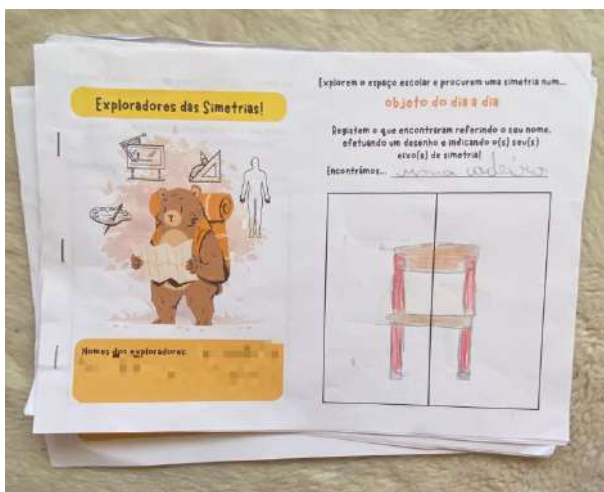 Exploradores das Simetrias!
Nomes dos exploradores:
Explorem o espaço escolar e procurem uma simetria num...
objeto do dia a dia
Registem o que encontraram referindo o seu nome,
efetuando um desenho e indicando o(s) seu(s)
eixo(s) de simetria!
Encontrámos... uma cadeira